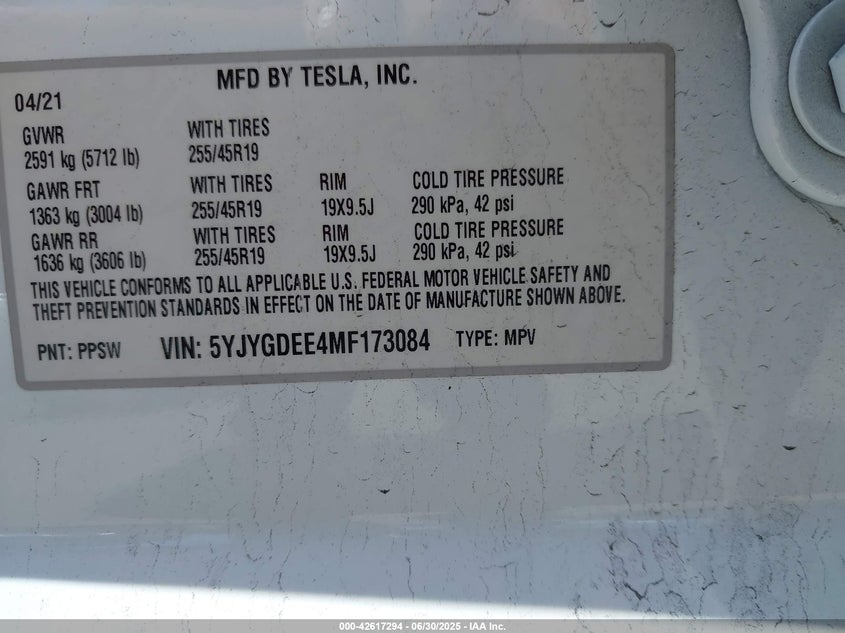 MFD BY TESLA, INC.
04/21
GVWR WITH TIRES
2591 kg (5712 lb) 255/45R19
GAWR FRT WITH TIRES RIM COLD TIRE PRESSURE
1363 kg (3004 lb) 255/45R19 19X9.5J 290 kPa, 42 psi
GAWR RR WITH TIRES RIM COLD TIRE PRESSURE
1636 kg (3606 lb) 255/45R19 19X9.5J 290 kPa, 42 psi
THIS VEHICLE CONFORMS TO ALL APPLICABLE U.S. FEDERAL MOTOR VEHICLE SAFETY AND
THEFT PREVENTION STANDARDS IN EFFECT ON THE DATE OF MANUFACTURE SHOWN ABOVE.
PNT: PPSW VIN: 5YJYGDEE4MF173084 TYPE: MPV
000-42617294 - 06/30/2025 - IAA Inc.